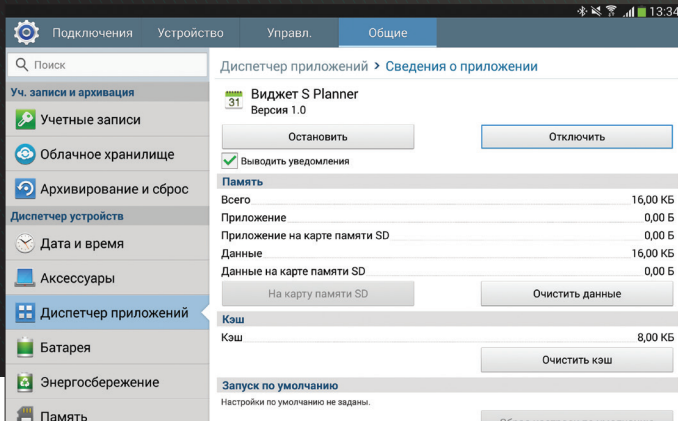 13:34
Подключения Устройство Управл. Общие
Поиск
Уч. записи и архивация
Учетные записи
Облачное хранилище
Архивирование и сброс
Диспетчер устройств
Дата и время
Аксессуары
Диспетчер приложений
Батарея
Энергосбережение
Память
Диспетчер приложений > Сведения о приложении
31
Виджет S Planner
Версия 1.0
Остановить Отключить
Выводить уведомления
Память
Всего 16,00 КБ
Приложение 0,00 Б
Приложение на карте памяти SD 0,00 Б
Данные 16,00 КБ
Данные на карте памяти SD 0,00 Б
На карту памяти SD Очистить данные
Кэш
Кэш 8,00 КБ
Очистить кэш
Запуск по умолчанию
Настройки по умолчанию не заданы.